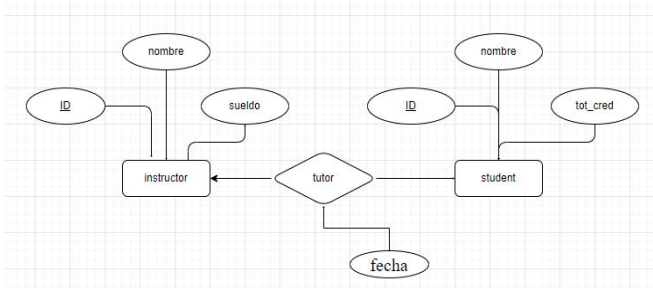 nombre
nombre
ID
sueldo
ID
tot_cred
instructor
tutor
student
fecha